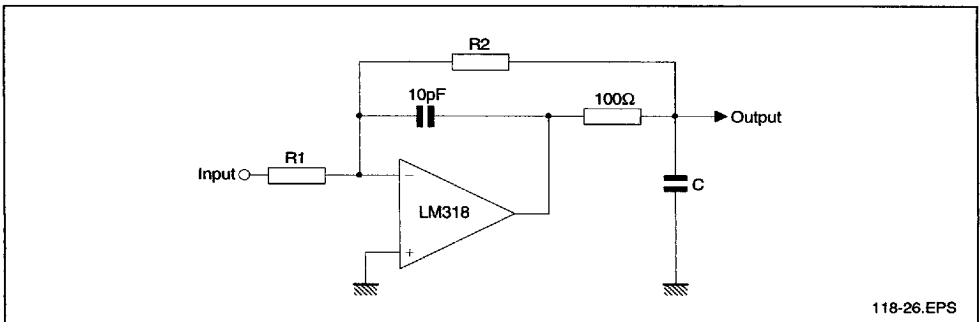 R2
10pF
100Ω
Output
R1
Input
−
LM318
C
+
118-26.EPS